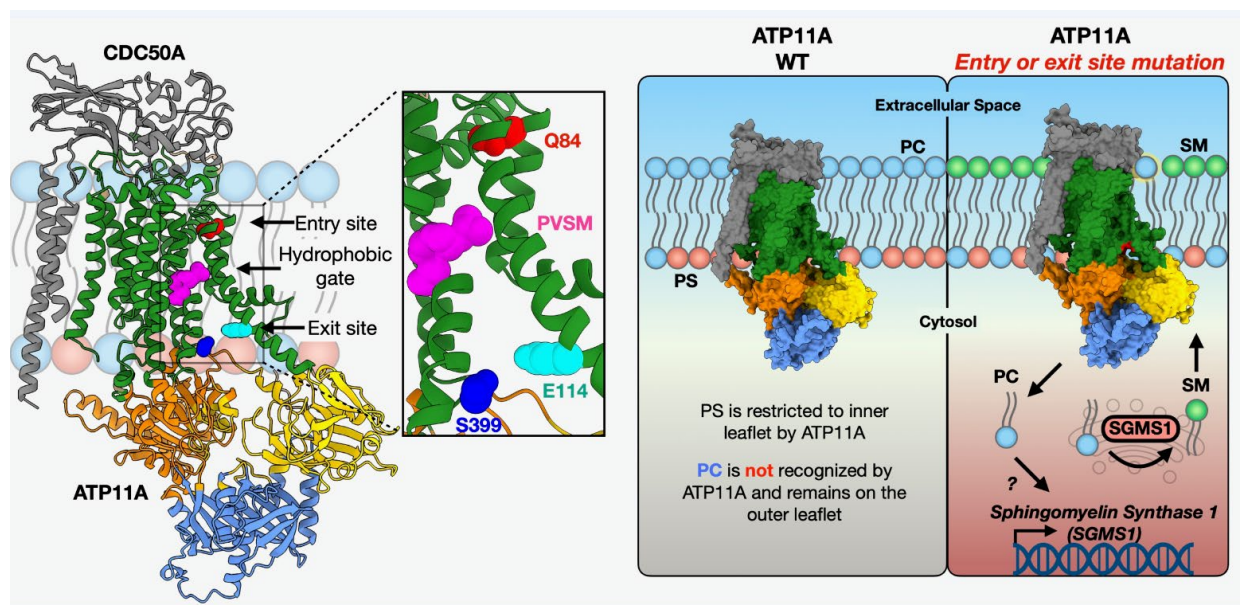 CDC50A
Entry site
Hydrophobic
gate
Exit site
ATP11A
Q84
PVSM
E114
S399
ATP11A
WT
ATP11A
Entry or exit site mutation
Extracellular Space
PC
SM
PS
Cytosol
PS is restricted to inner
leaflet by ATP11A
PC is not recognized by
ATP11A and remains on the
outer leaflet
PC
SM
SGMS1
?
Sphingomyelin Synthase 1
(SGMS1)